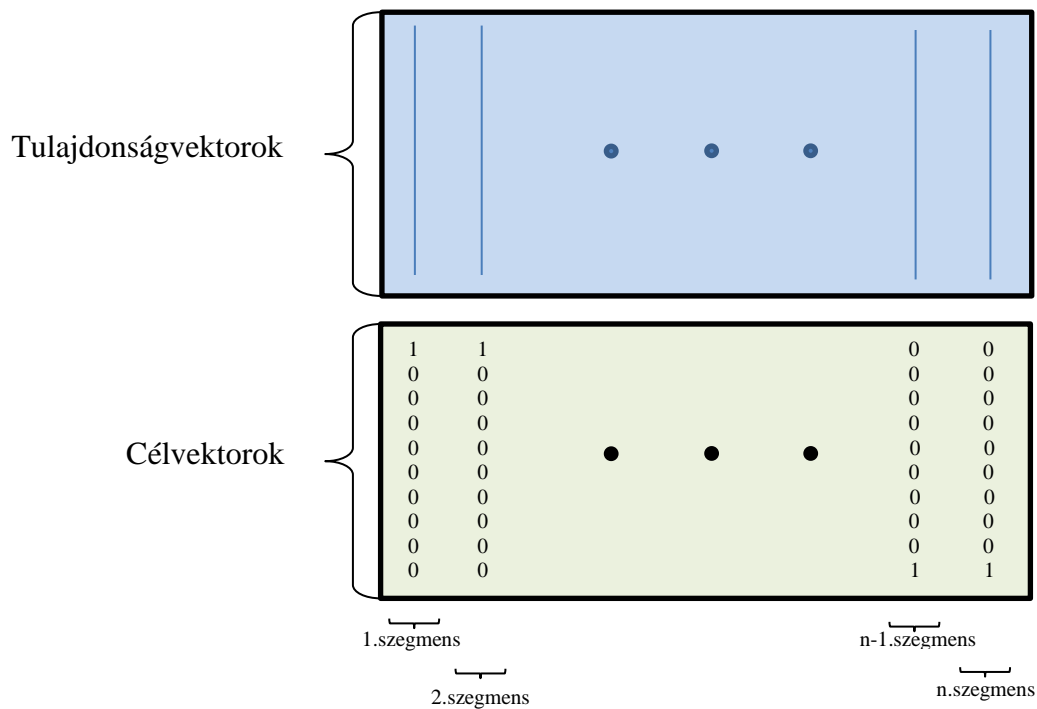 Tulajdonságvektorok
Célvektorok
1 1 0 0
0 0 0 0
0 0 0 0
0 0 0 0
0 0 0 0
0 0 0 0
0 0 0 0
0 0 0 0
0 0 0 0
0 0 1 1
1.szegmens
n-1.szegmens
2.szegmens
n.szegmens